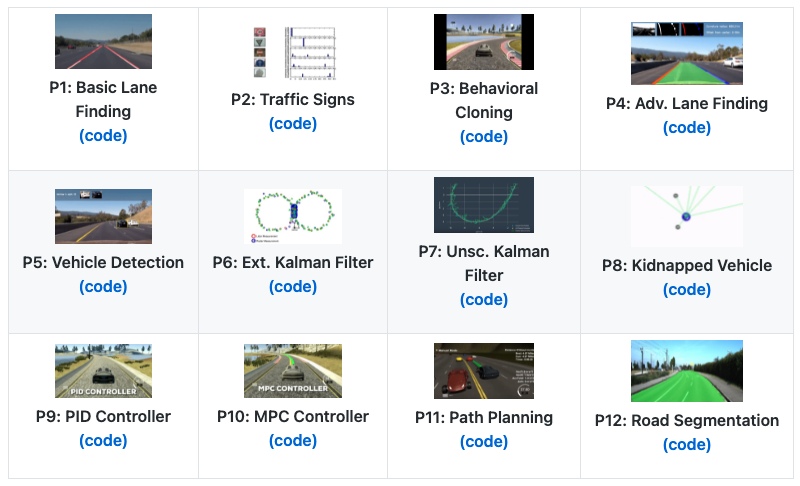 P1: Basic Lane
Finding
(code)
P2: Traffic Signs
(code)
P3: Behavioral
Cloning
(code)
P4: Adv. Lane Finding
(code)
P5: Vehicle Detection
(code)
P6: Ext. Kalman Filter
(code)
P7: Unsc. Kalman
Filter
(code)
P8: Kidnapped Vehicle
(code)
PID CONTROLLER
P9: PID Controller
(code)
MPC CONTROLLER
P10: MPC Controller
(code)
P11: Path Planning
(code)
P12: Road Segmentation
(code)